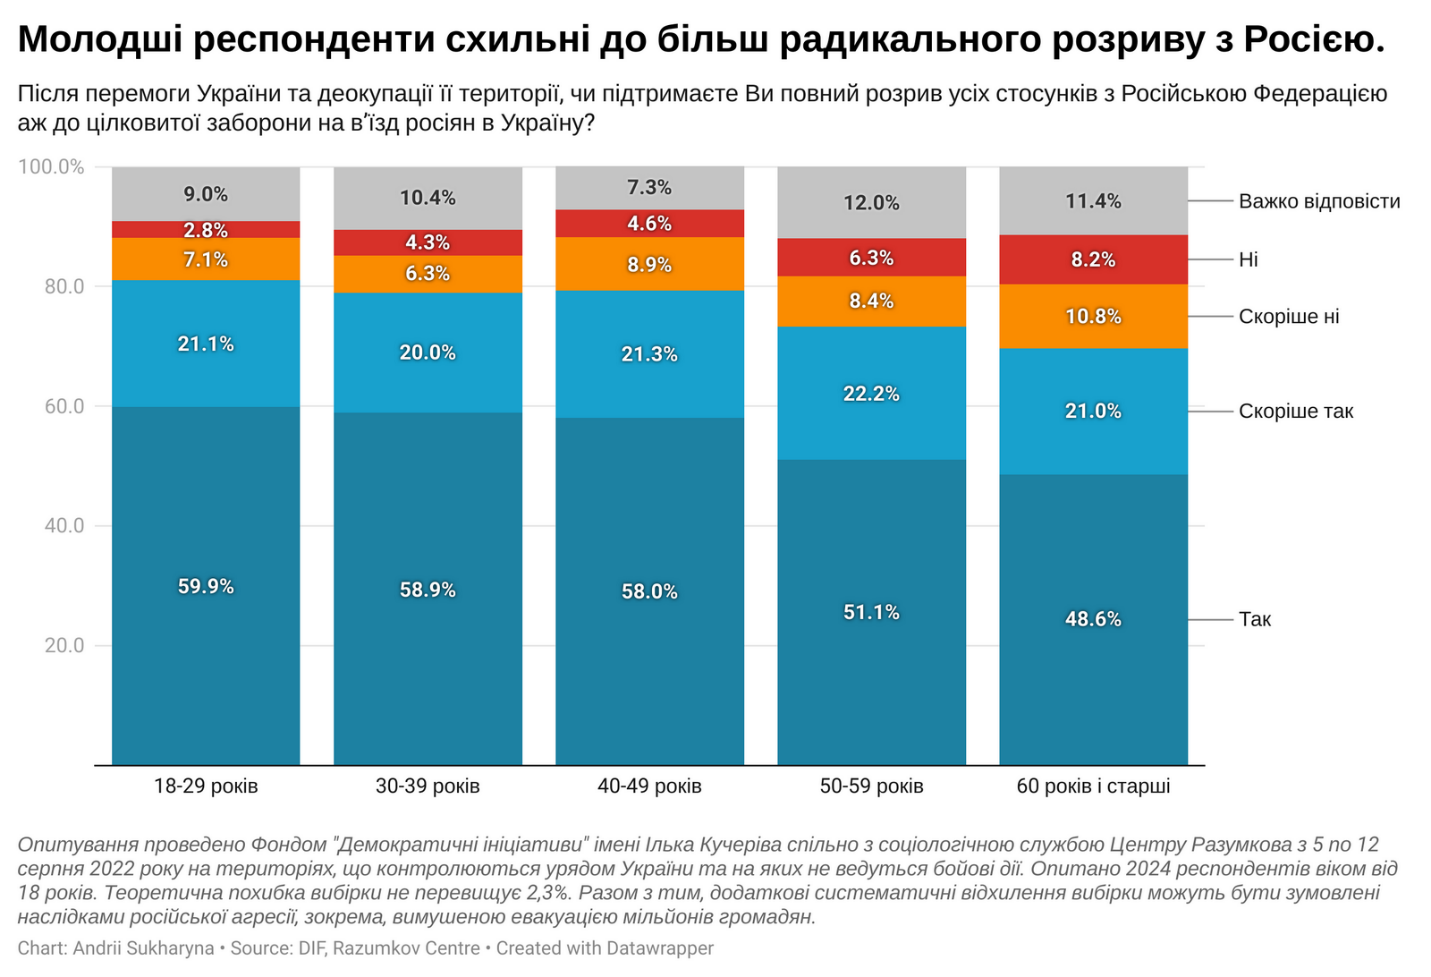 Молодші респонденти схильні до більш радикального розриву з Росією.
Після перемоги України та деокупації її території, чи підтримаєте Ви повний розрив усіх стосунків з Російською Федерацією
аж до цілковитої заборони на в’їзд росіян в Україну?
100.0%
80.0
60.0
40.0
20.0
9.0%
2.8%
7.1%
21.1%
59.9%
10.4%
4.3%
6.3%
20.0%
58.9%
7.3%
4.6%
8.9%
21.3%
58.0%
12.0%
6.3%
8.4%
22.2%
51.1%
11.4%
8.2%
10.8%
21.0%
48.6%
Важко відповісти
Ні
Скоріше ні
Скоріше так
Так
18-29 років
30-39 років
40-49 років
50-59 років
60 років і старші
Опитування проведено Фондом "Демократичні ініціативи" імені Ілька Кучеріва спільно з соціологічною службою Центру Разумкова з 5 по 12
серпня 2022 року на територіях, що контролюються урядом України та на яких не ведуться бойові дії. Опитано 2024 респондентів віком від
18 років. Теоретична похибка вибірки не перевищує 2,3%. Разом з тим, додаткові систематичні відхилення вибірки можуть бути зумовлені
наслідками російської агресії, зокрема, вимушеною евакуацією мільйонів громадян.
Chart: Andrii Sukharyna • Source: DIF, Razumkov Centre • Created with Datawrapper